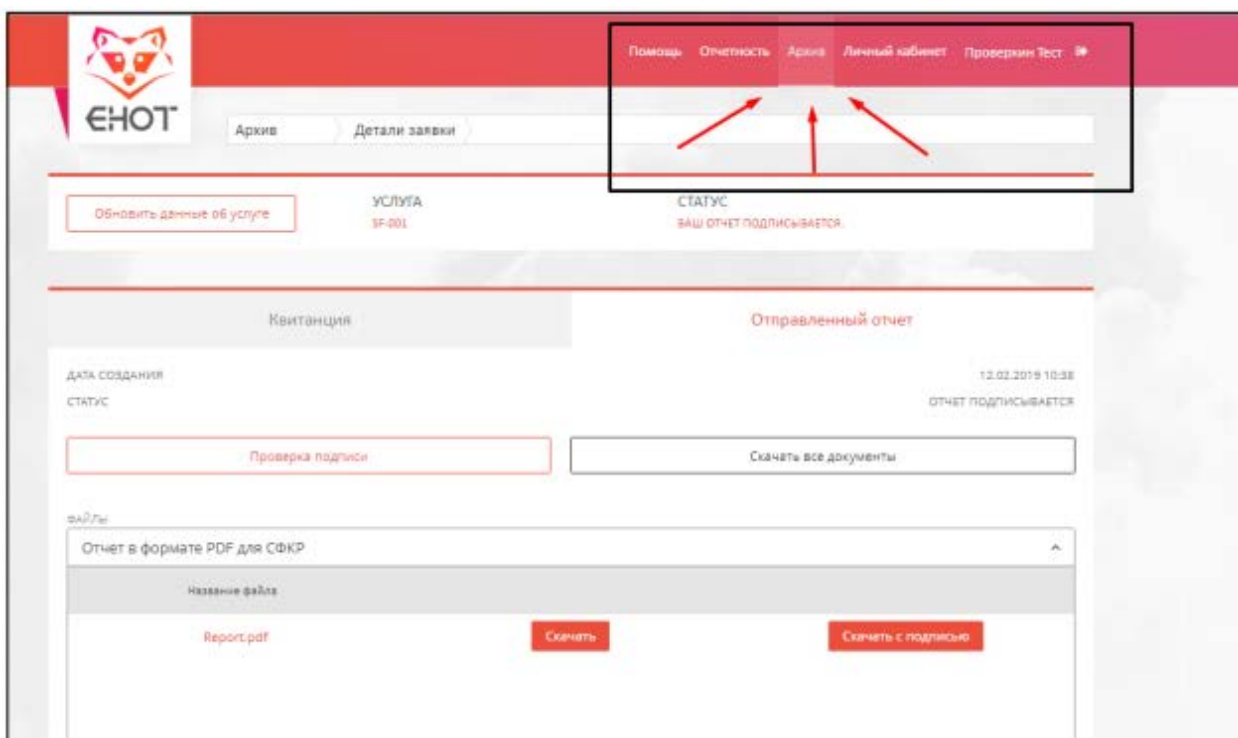 Помощь Отчетность Архив Личный кабинет Проверкин Тест
ЕНОТ
Архив Детали заявки
Обновить данные об услуге
УСЛУГА
SF-001
СТАТУС
ВАШ ОТЧЕТ ПОДПИСЫВАЕТСЯ.
Квитанция Отправленный отчет
ДАТА СОЗДАНИЯ 12.02.2019 10:38
СТАТУС ОТЧЕТ ПОДПИСЫВАЕТСЯ
Проверка подписи Скачать все документы
ФАЙЛЫ
Отчет в формате PDF для СФКР
Название файла
Report.pdf Скачать Скачать с подписью